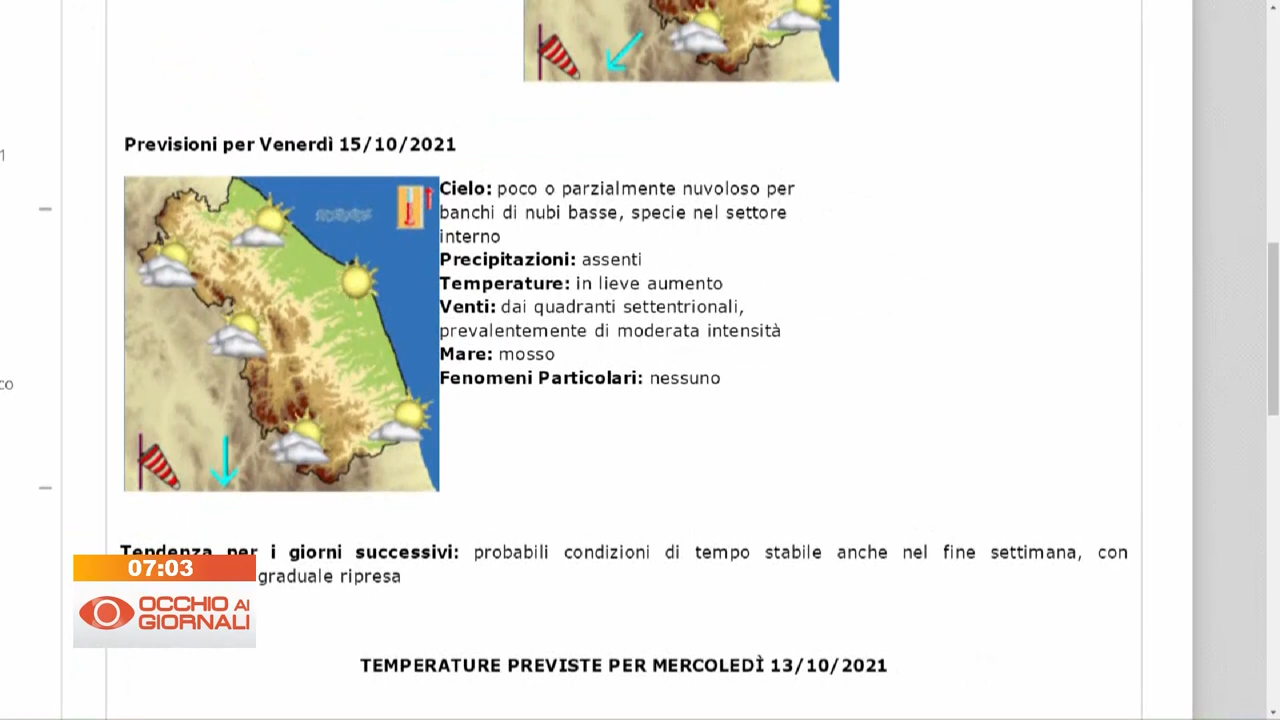 Previsioni per Venerdì 15/10/2021
Cielo: poco o parzialmente nuvoloso per
banchi di nubi basse, specie nel settore
interno
Precipitazioni: assenti
Temperature: in lieve aumento
Venti: dai quadranti settentrionali,
prevalentemente di moderata intensità
Mare: mosso
Fenomeni Particolari: nessuno
Tendenza per i giorni successivi: probabili condizioni di tempo stabile anche nel fine settimana, con
graduale ripresa
07:03
OCCHIO AI
GIORNALI
TEMPERATURE PREVISTE PER MERCOLEDÌ 13/10/2021